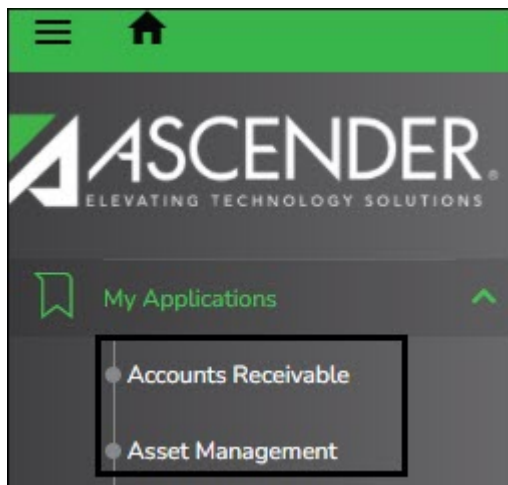 ASCENDER®
ELEVATING TECHNOLOGY SOLUTIONS
My Applications
Accounts Receivable
Asset Management